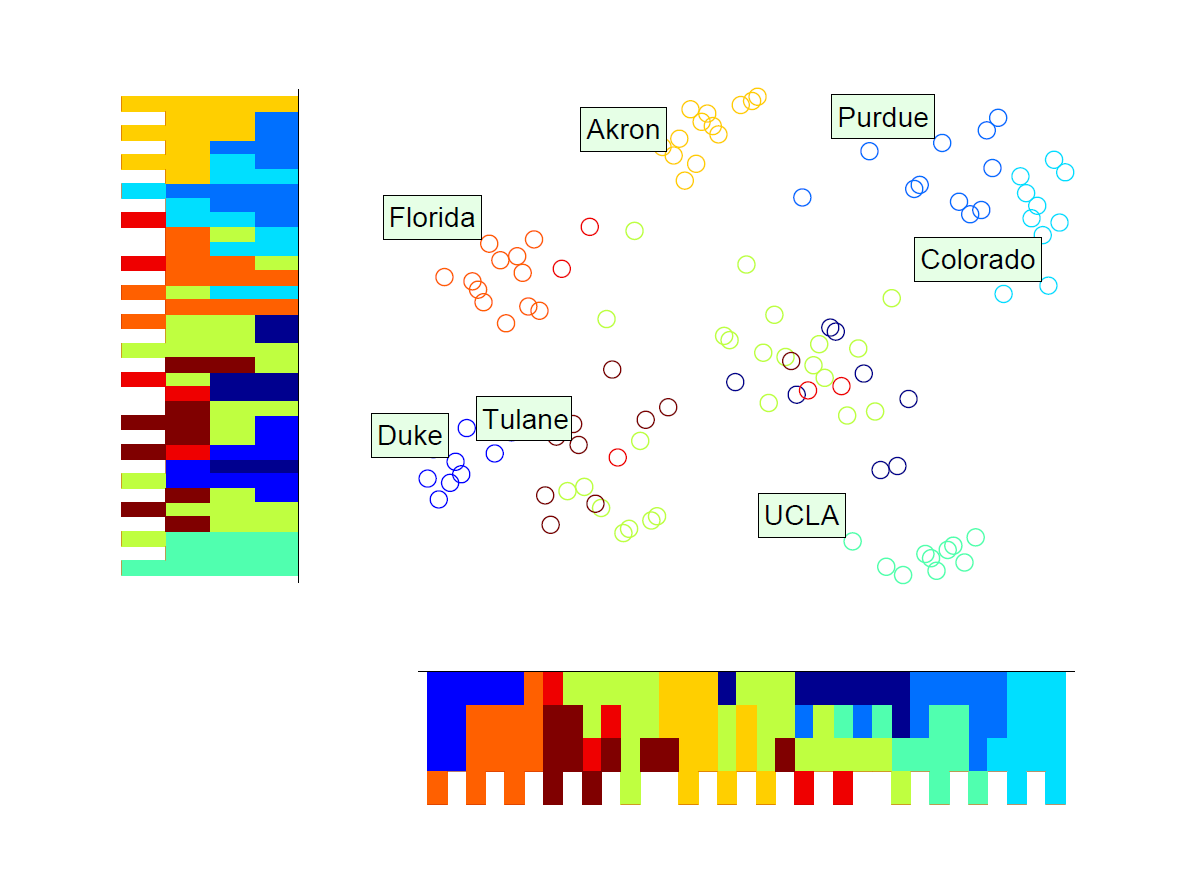 Purdue
Akron
Florida
Colorado
Tulane
Duke
UCLA